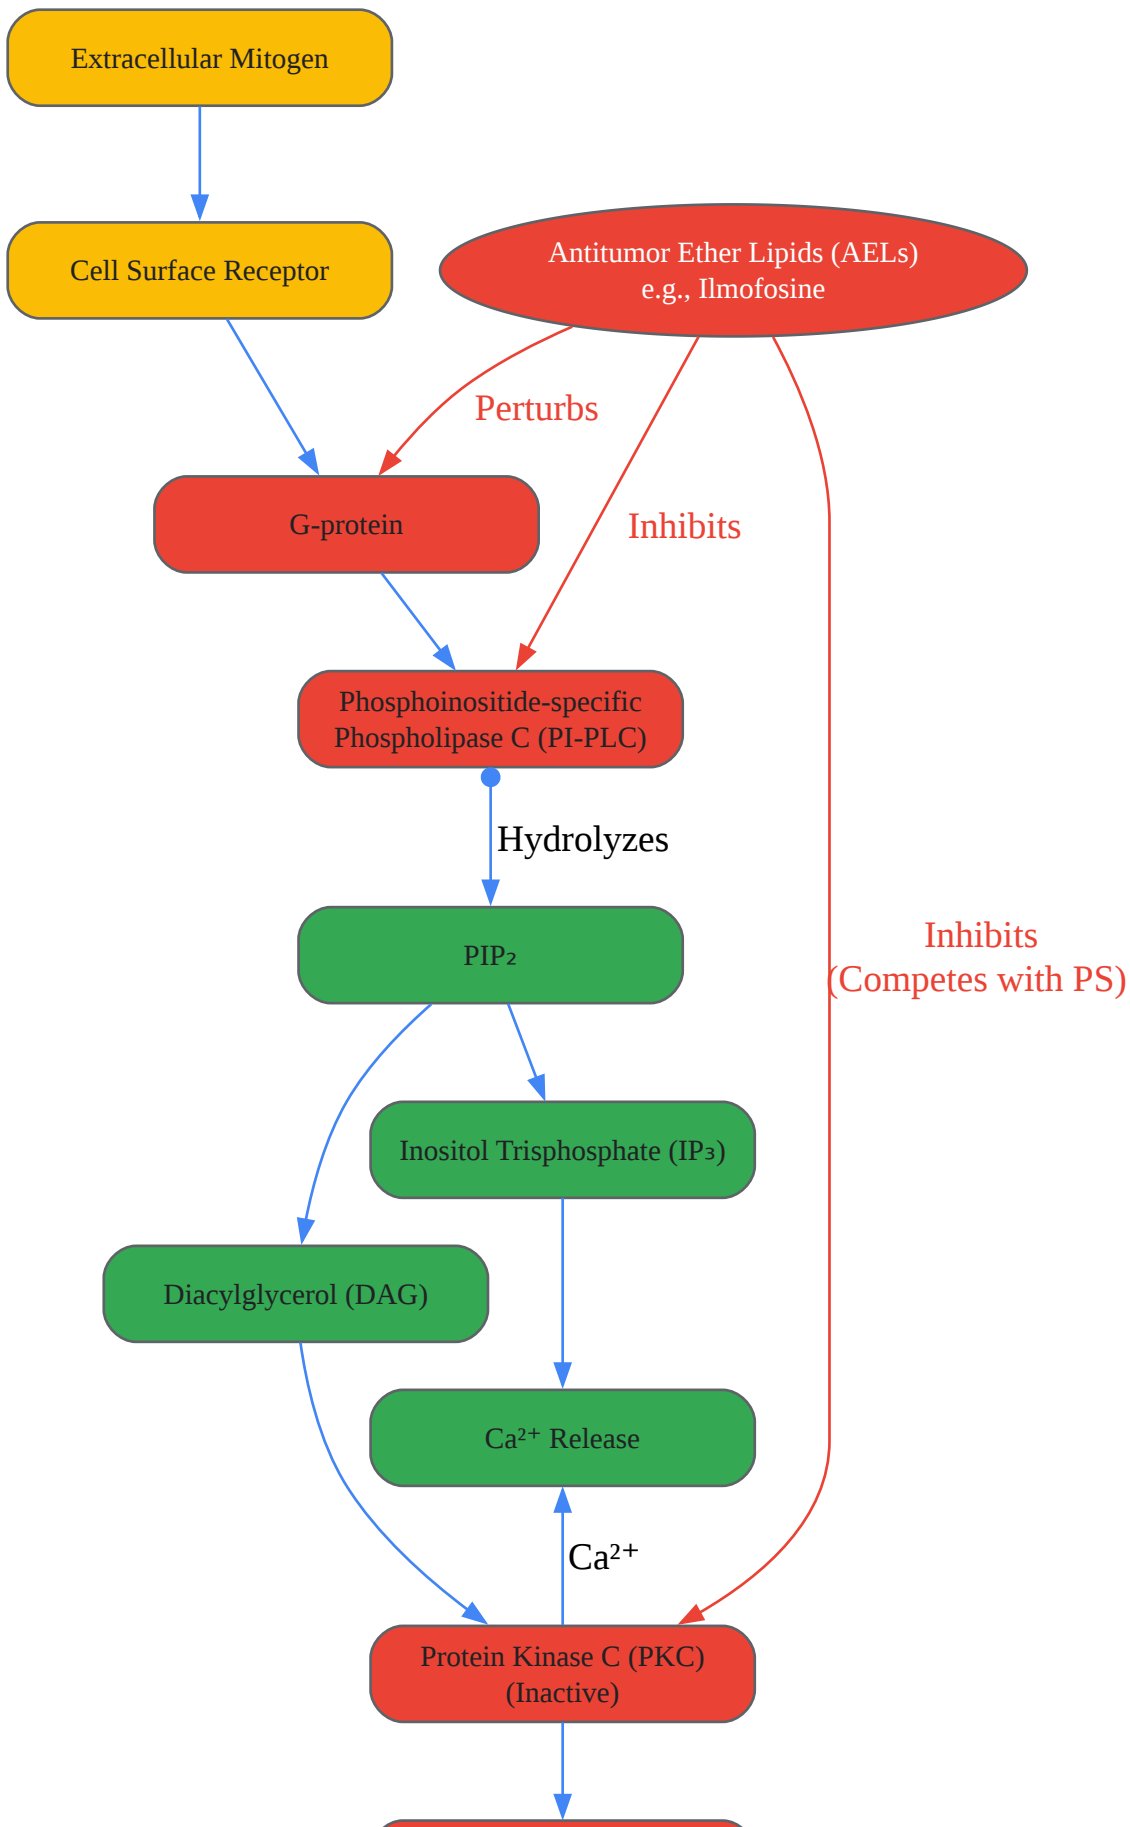 Extracellular Mitogen
Cell Surface Receptor
Antitumor Ether Lipids (AELs)
e.g., Ilmofosine
Perturbs
G-protein
Inhibits
Phosphoinositide-specific
Phospholipase C (PI-PLC)
Hydrolyzes
Inhibits
(Competes with PS)
PIP₂
Inositol Trisphosphate (IP₃)
Diacylglycerol (DAG)
Ca²⁺ Release
Ca²⁺
Protein Kinase C (PKC)
(Inactive)